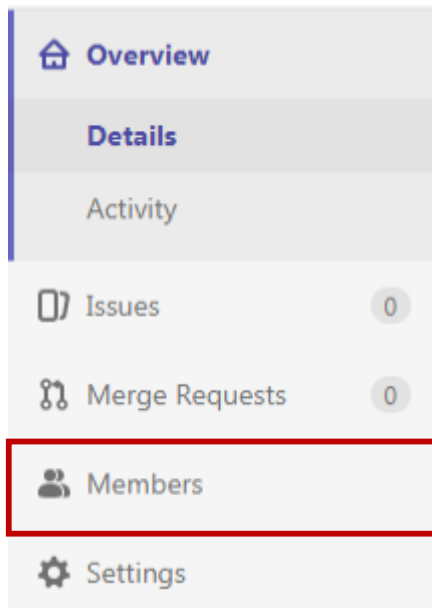 Overview
Details
Activity
Issues 0
Merge Requests 0
Members
Settings